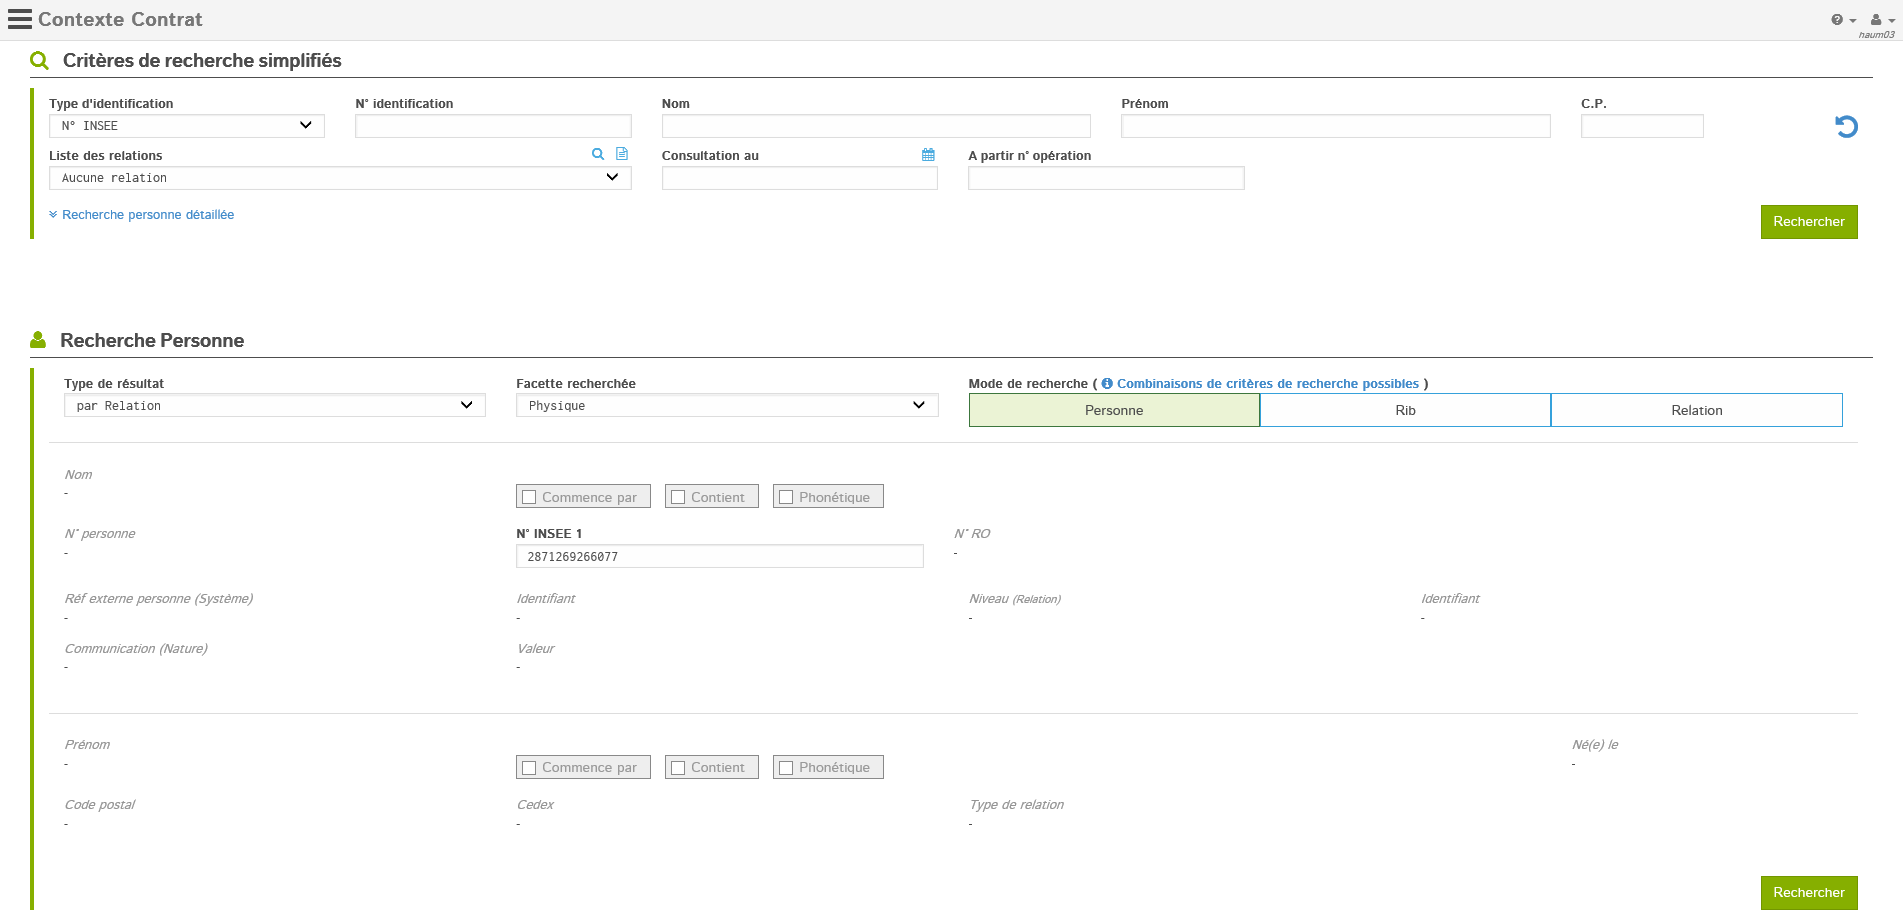 Contexte Contrat
haum03
Critères de recherche simplifiés
Type d'identification N° identification Nom Prénom C.P.
N° INSEE
Liste des relations Consultation au A partir n° opération
Aucune relation
Recherche personne détaillée
Rechercher
Recherche Personne
Type de résultat Facette recherchée Mode de recherche ( Combinaisons de critères de recherche possibles )
par Relation Physique Personne Rib Relation
Nom
- Commence par Contient Phonétique
N° personne N° INSEE 1 N° RO
- 2871269266077 -
Réf externe personne (Système) Identifiant Niveau (Relation) Identifiant
- - - -
Communication (Nature) Valeur
- -
Prénom Né(e) le
- Commence par Contient Phonétique -
Code postal Cedex Type de relation
- - -
Rechercher